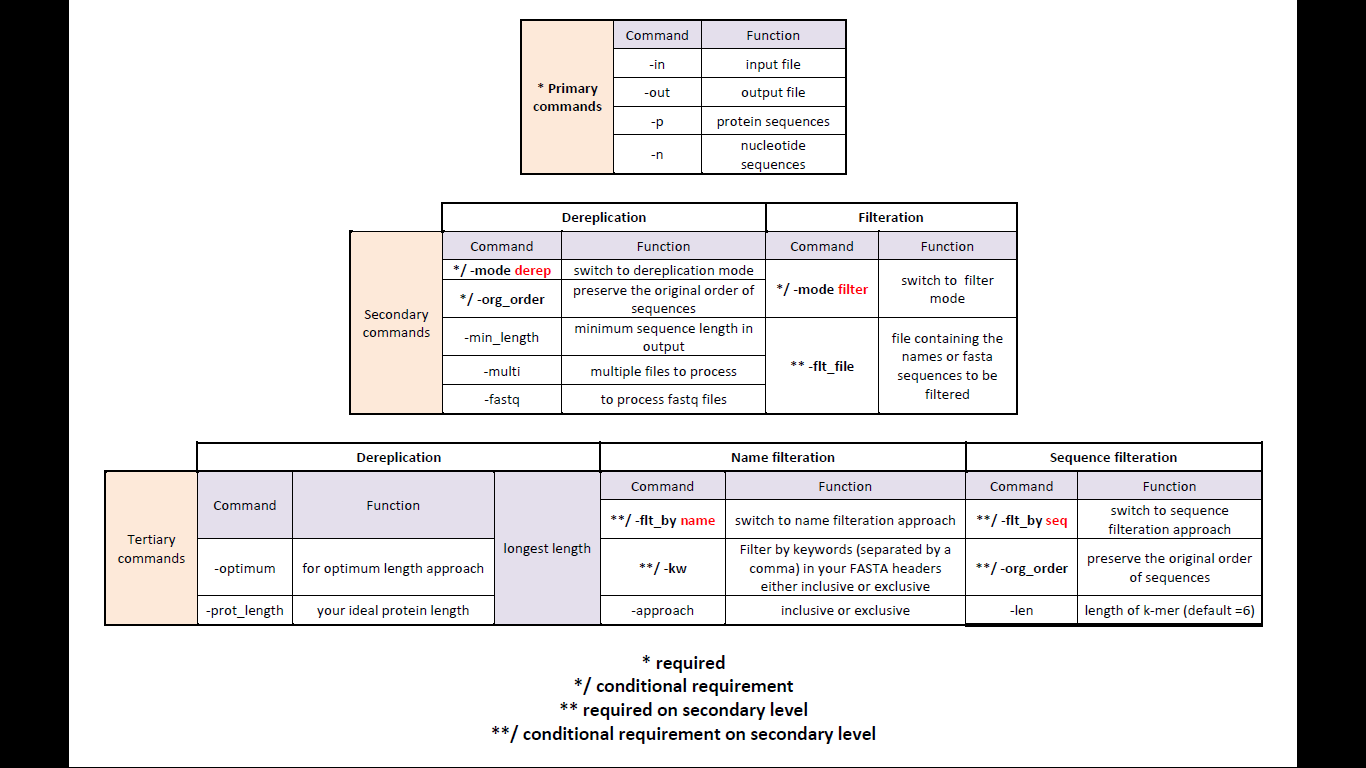 Command Function
* Primary
commands
-in input file
-out output file
-p protein sequences
-n nucleotide
sequences
Dereplication Filteration
Secondary
commands
Command Function Command Function
*/ -mode derep switch to dereplication mode
*/ -org_order preserve the original order of
sequences
*/ -mode filter switch to filter
mode
-min_length minimum sequence length in
output
-multi multiple files to process
-fastq to process fastq files
** -flt_file file containing the
names or fasta
sequences to be
filtered
Dereplication Name filteration Sequence filteration
Tertiary
commands
Command Function
-optimum for optimum length approach
-prot_length your ideal protein length
longest length
Command Function
**/ -flt_by name switch to name filteration approach
**/ -kw Filter by keywords (separated by a
comma) in your FASTA headers
either inclusive or exclusive
-approach inclusive or exclusive
Command Function
**/ -flt_by seq switch to sequence
filteration approach
**/ -org_order preserve the original order
of sequences
-len length of k-mer (default =6)
* required
*/ conditional requirement
** required on secondary level
**/ conditional requirement on secondary level